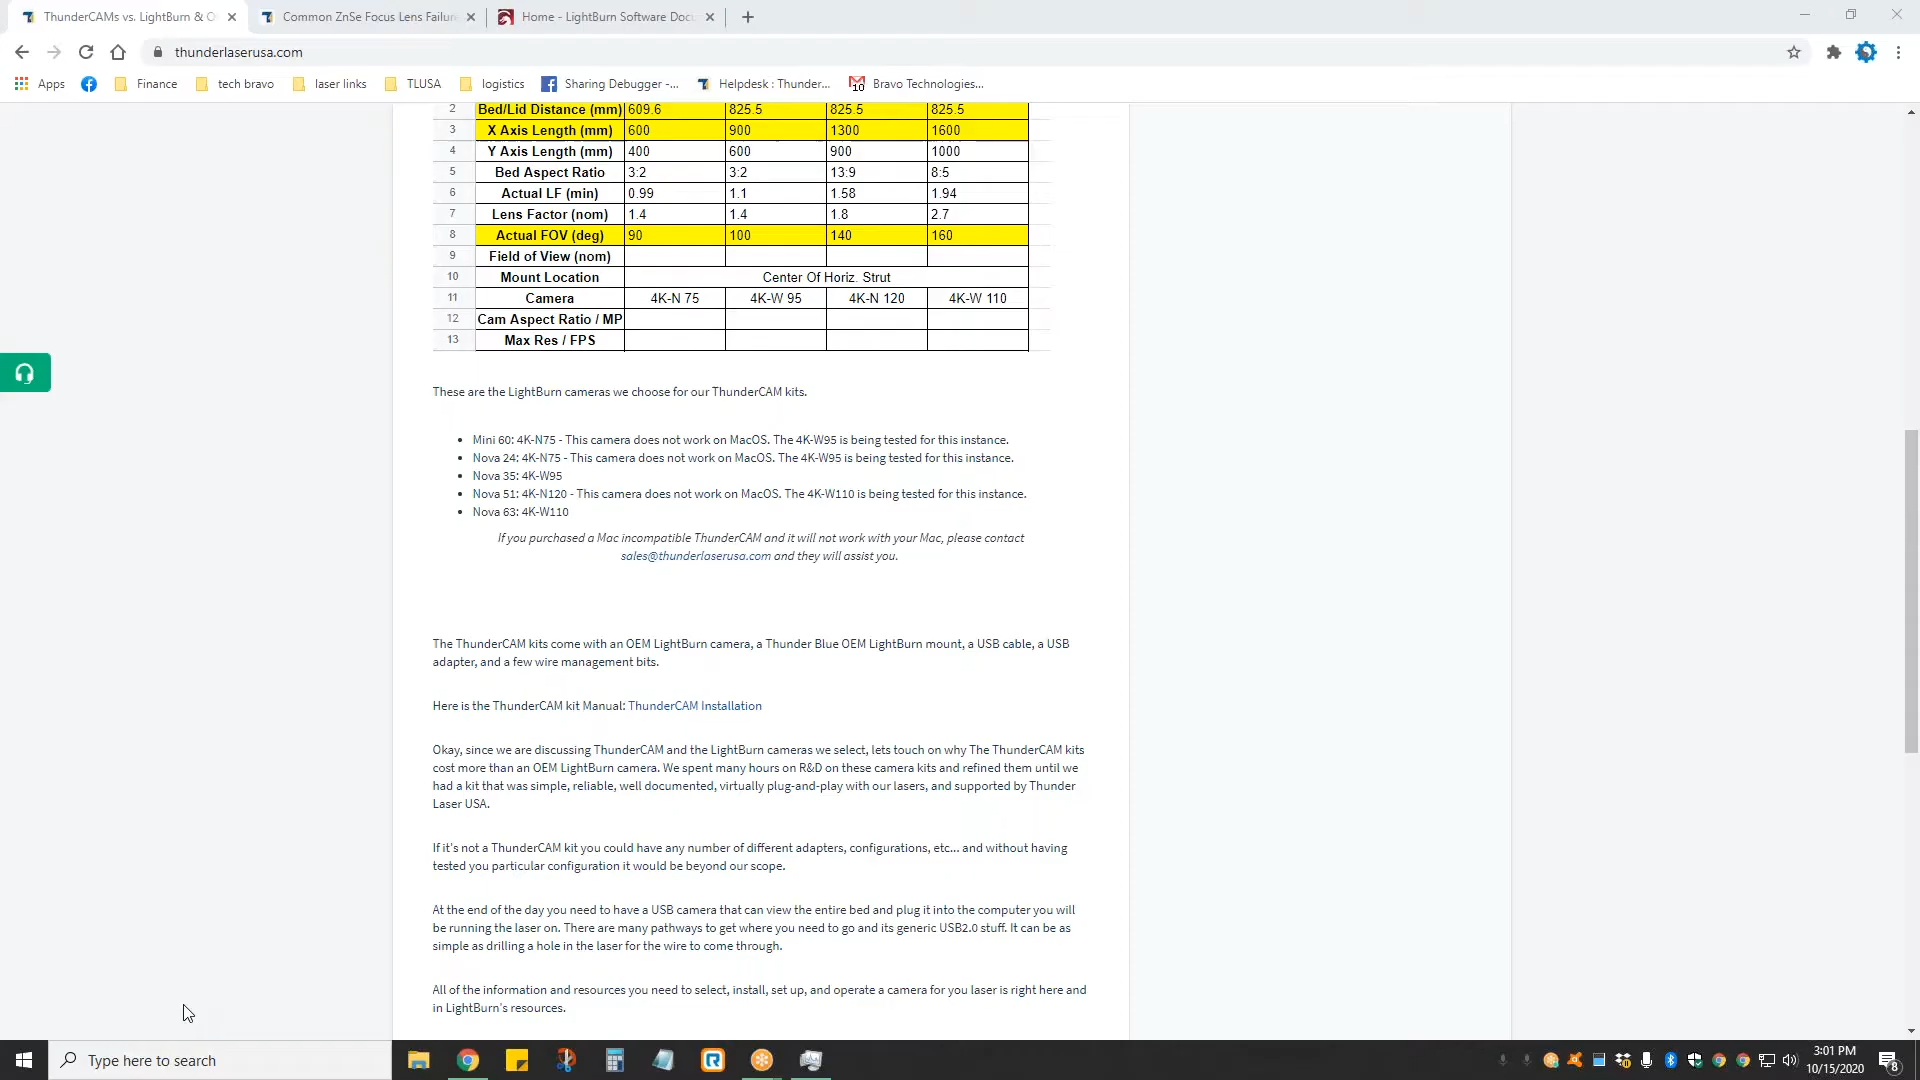 ThunderCAMs vs. LightBurn & O
Common ZnSe Focus Lens Failure
Home - LightBurn Software Doc
thunderlaserusa.com
Apps
Finance
tech bravo
laser links
TLUSA
logistics
Sharing Debugger -...
Helpdesk : Thunder...
10
Bravo Technologies...
2 Bed/Lid Distance (mm) 609.6 825.5 825.5 825.5
3 X Axis Length (mm) 600 900 1300 1600
4 Y Axis Length (mm) 400 600 900 1000
5 Bed Aspect Ratio 3:2 3:2 13:9 8:5
6 Actual LF (min) 0.99 1.1 1.58 1.94
7 Lens Factor (nom) 1.4 1.4 1.8 2.7
8 Actual FOV (deg) 90 100 140 160
9 Field of View (nom)
10 Mount Location Center Of Horiz. Strut
11 Camera 4K-N 75 4K-W 95 4K-N 120 4K-W 110
12 Cam Aspect Ratio / MP
13 Max Res / FPS
These are the LightBurn cameras we choose for our ThunderCAM kits.
• Mini 60: 4K-N75 - This camera does not work on MacOS. The 4K-W95 is being tested for this instance.
• Nova 24: 4K-N75 - This camera does not work on MacOS. The 4K-W95 is being tested for this instance.
• Nova 35: 4K-W95
• Nova 51: 4K-N120 - This camera does not work on MacOS. The 4K-W110 is being tested for this instance.
• Nova 63: 4K-W110
If you purchased a Mac incompatible ThunderCAM and it will not work with your Mac, please contact
sales@thunderlaserusa.com and they will assist you.
The ThunderCAM kits come with an OEM LightBurn camera, a Thunder Blue OEM LightBurn mount, a USB cable, a USB
adapter, and a few wire management bits.
Here is the ThunderCAM kit Manual: ThunderCAM Installation
Okay, since we are discussing ThunderCAM and the LightBurn cameras we select, lets touch on why The ThunderCAM kits
cost more than an OEM LightBurn camera. We spent many hours on R&D on these camera kits and refined them until we
had a kit that was simple, reliable, well documented, virtually plug-and-play with our lasers, and supported by Thunder
Laser USA.
If it's not a ThunderCAM kit you could have any number of different adapters, configurations, etc... and without having
tested you particular configuration it would be beyond our scope.
At the end of the day you need to have a USB camera that can view the entire bed and plug it into the computer you will
be running the laser on. There are many pathways to get where you need to go and its generic USB2.0 stuff. It can be as
simple as drilling a hole in the laser for the wire to come through.
All of the information and resources you need to select, install, set up, and operate a camera for you laser is right here and
in LightBurn's resources.
Type here to search
3:01 PM
10/15/2020
8